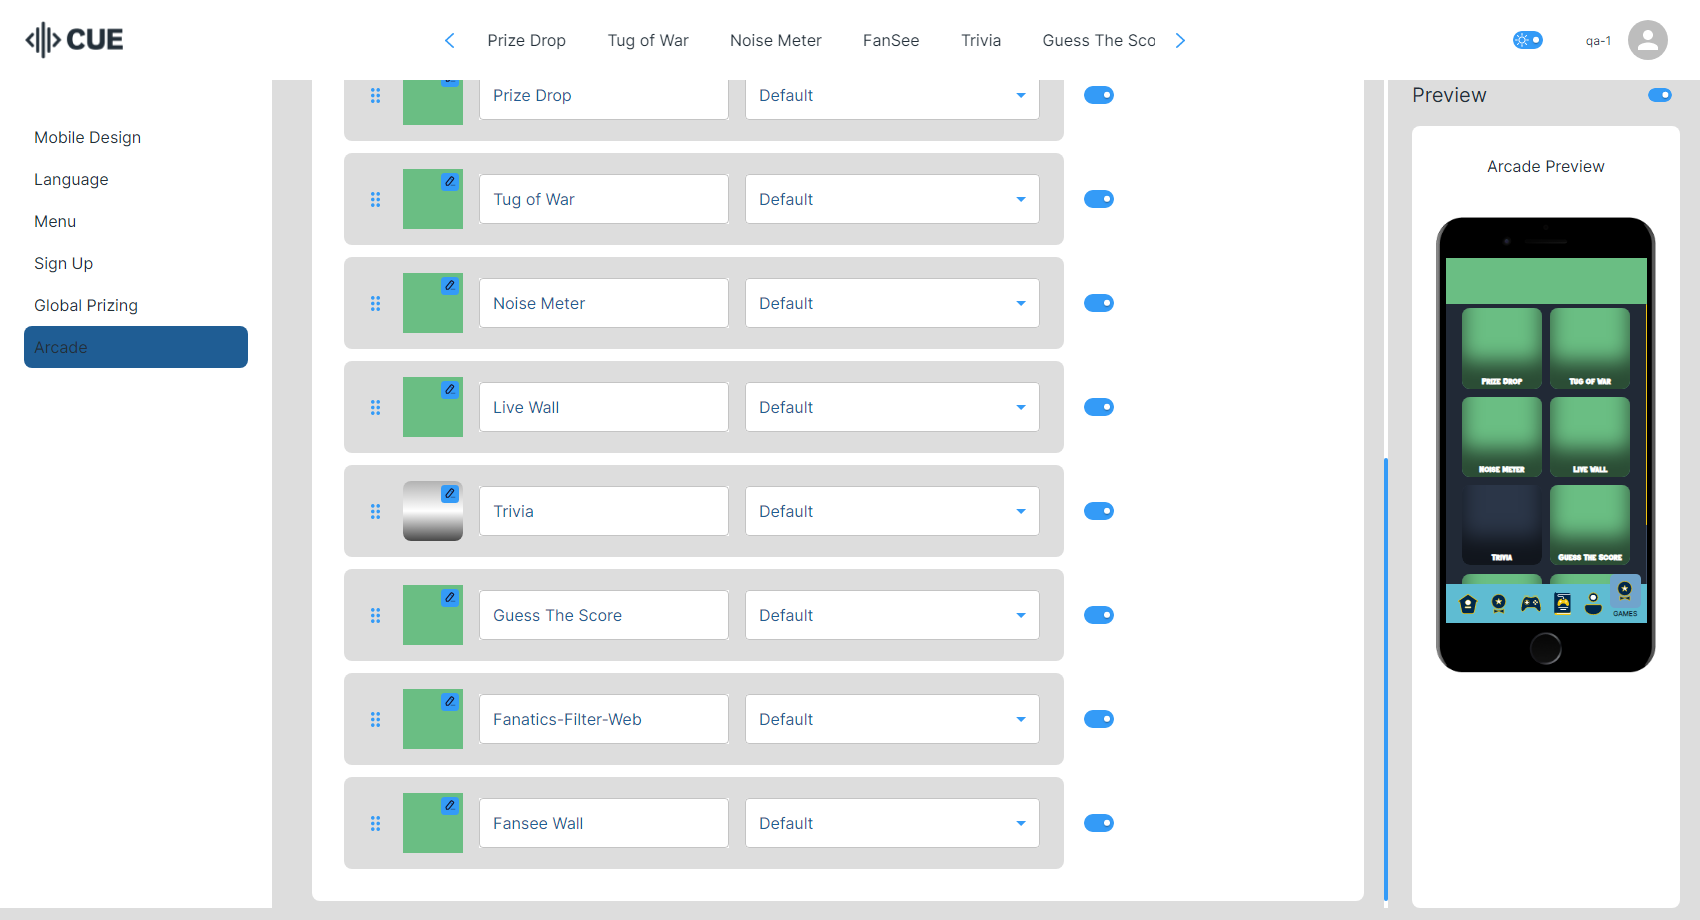 CUE
Prize Drop
Tug of War
Noise Meter
FanSee
Trivia
Guess The Sco
qa-1
Mobile Design
Language
Menu
Sign Up
Global Prizing
Arcade
Prize Drop
Default
Tug of War
Default
Noise Meter
Default
Live Wall
Default
Trivia
Default
Guess The Score
Default
Fanatics-Filter-Web
Default
Fansee Wall
Default
Preview
Arcade Preview
Prize Drop
Tug of War
Noise Meter
Live Wall
Trivia
Guess The Score
GAMES